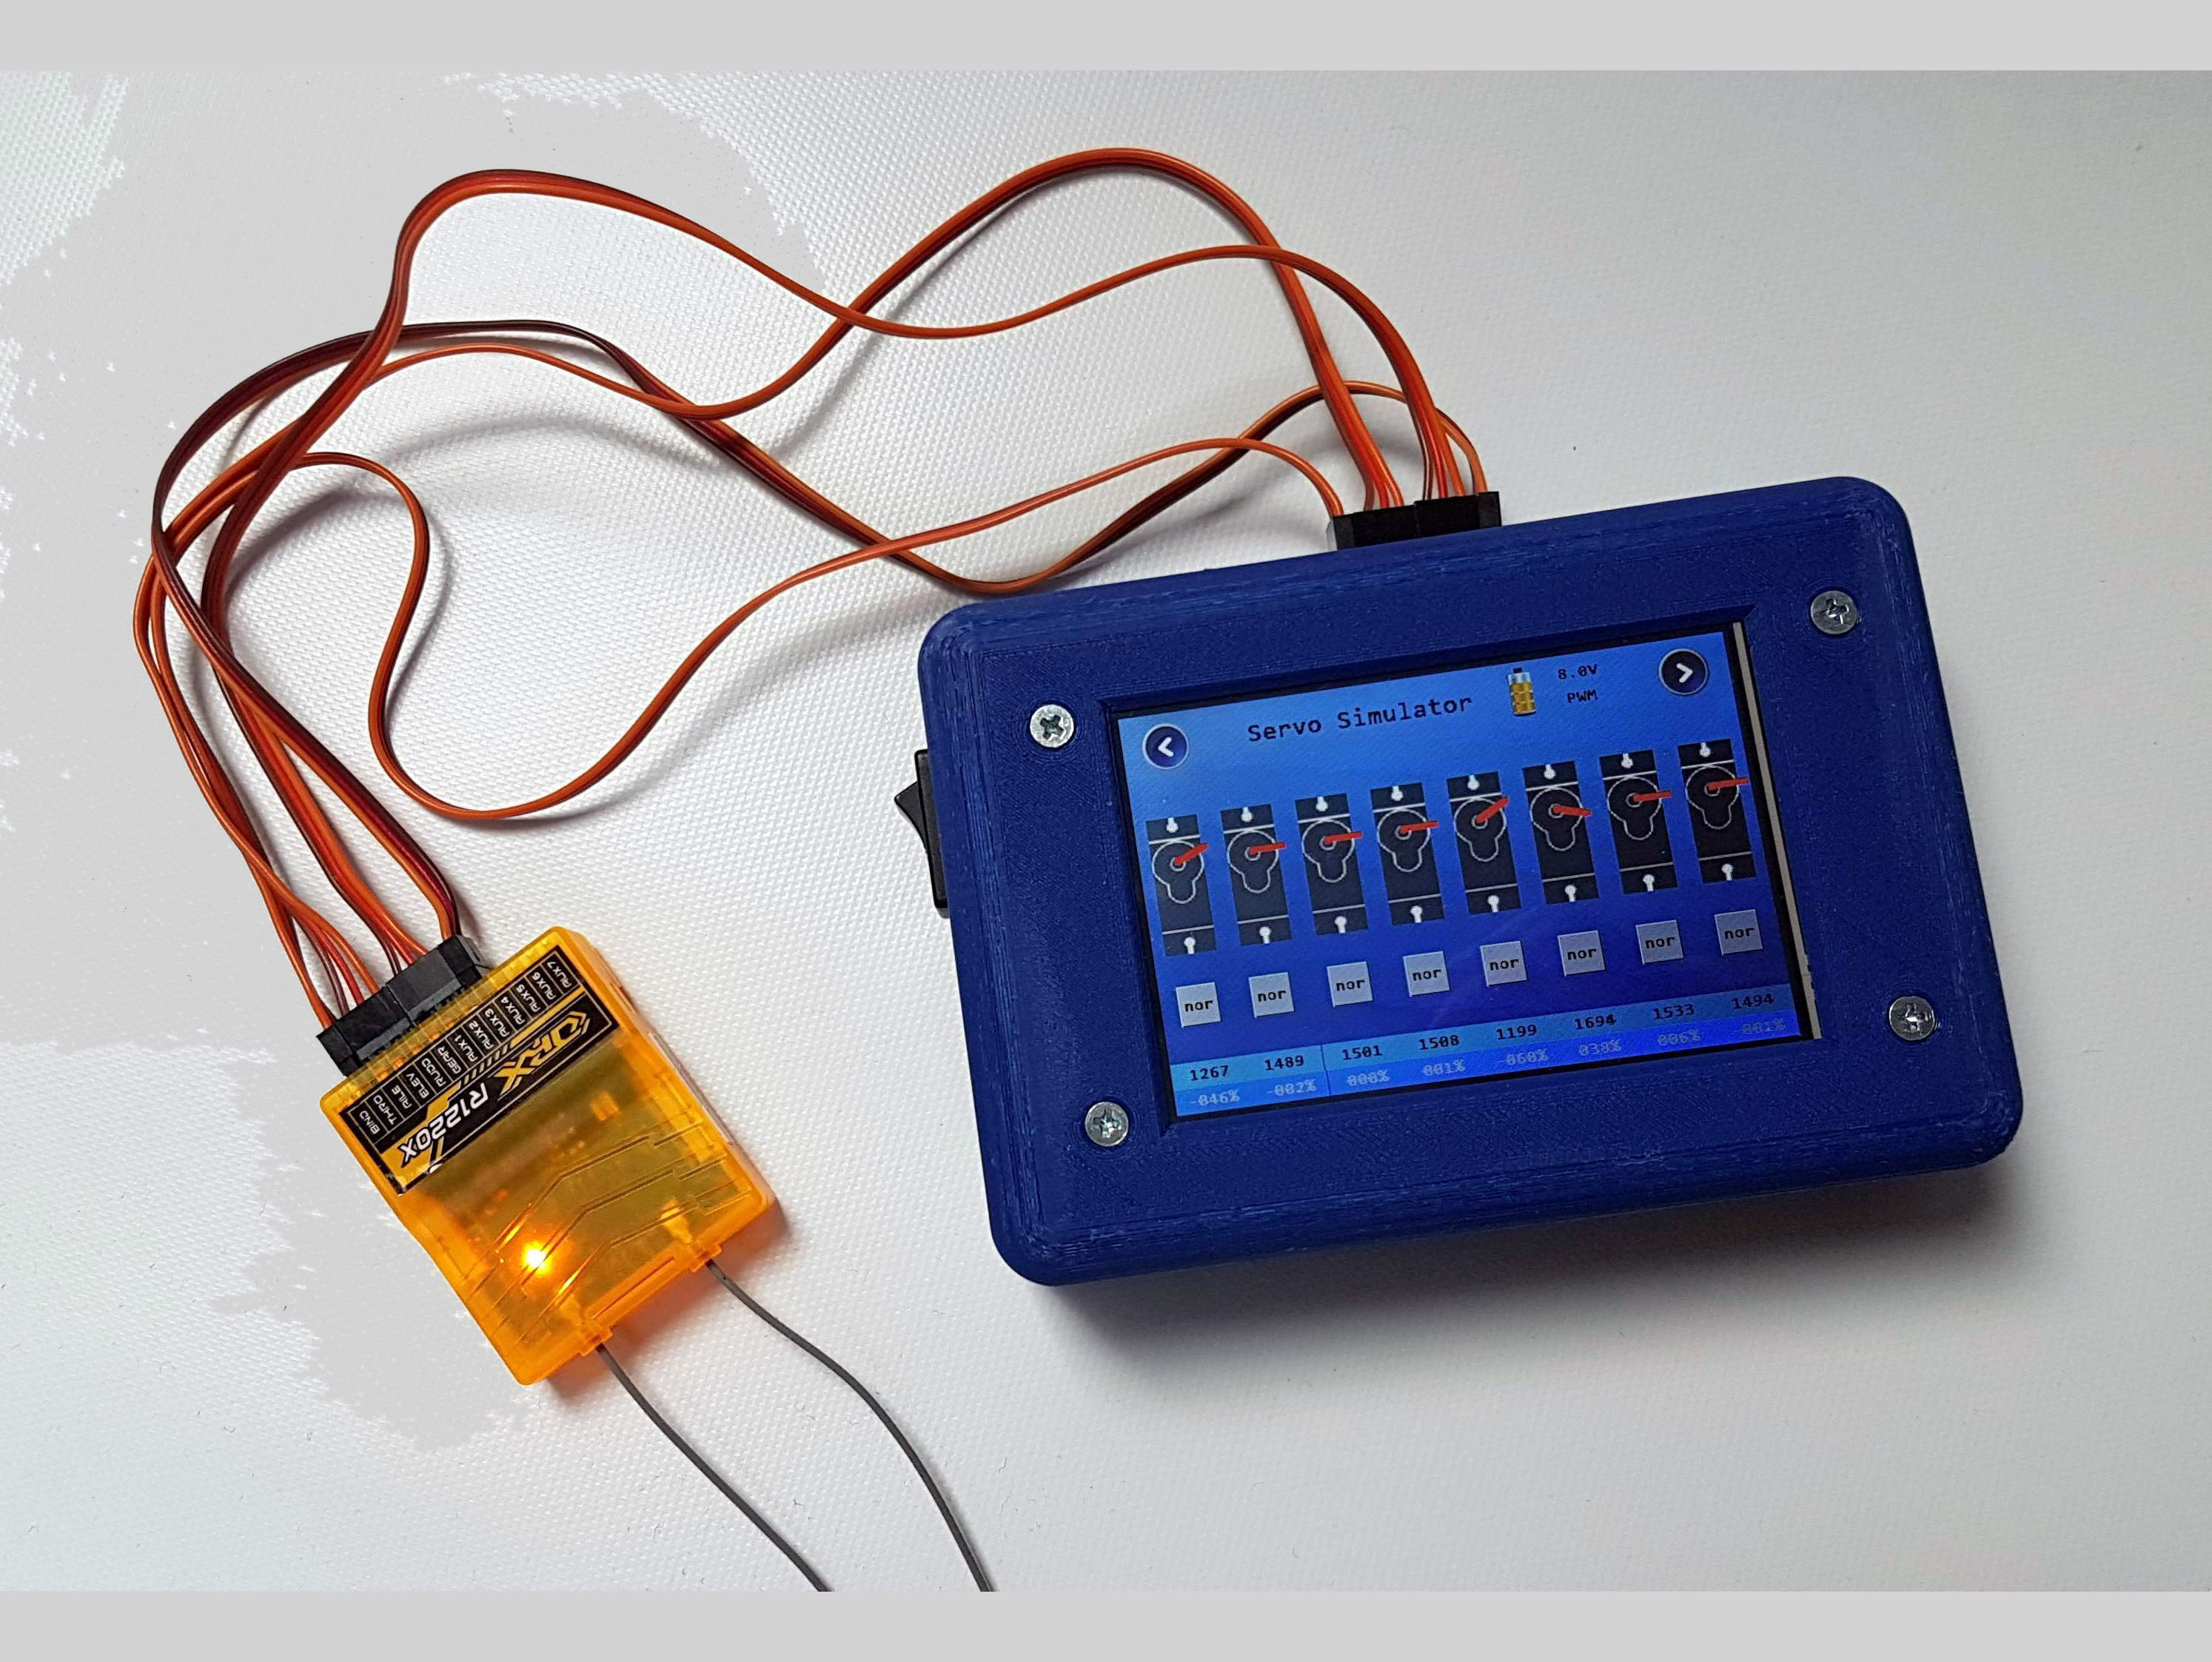 Servo Simulator
8.0V
PWM
nor nor nor nor nor nor nor nor
1267 1489 1501 1508 1199 1694 1533 1494
-046% -002% 000% 001% -060% 038% 006% -001%
BIND
THRO
AILE
ELEV
RUDD
GEAR
AUX1
AUX2
AUX3
AUX4
AUX5
AUX6
AUX7
ORX
R1220X